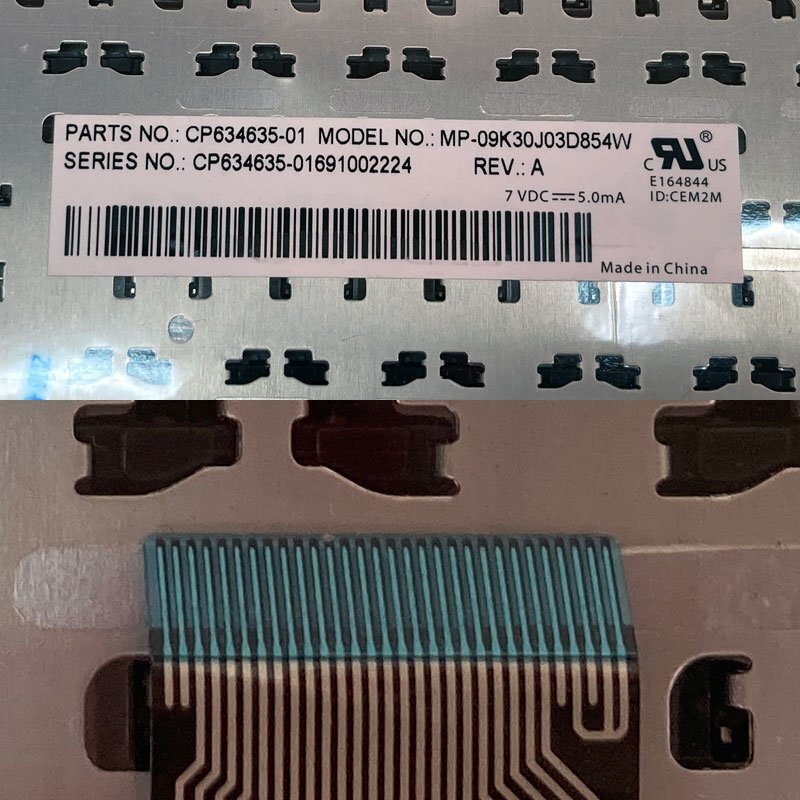 PARTS NO.: CP634635-01 MODEL NO.: MP-09K30J03D854W
SERIES NO.: CP634635-01691002224 REV.: A
7 VDC⎓5.0mA
C RU ® US
E164844
ID:CEM2M
Made in China